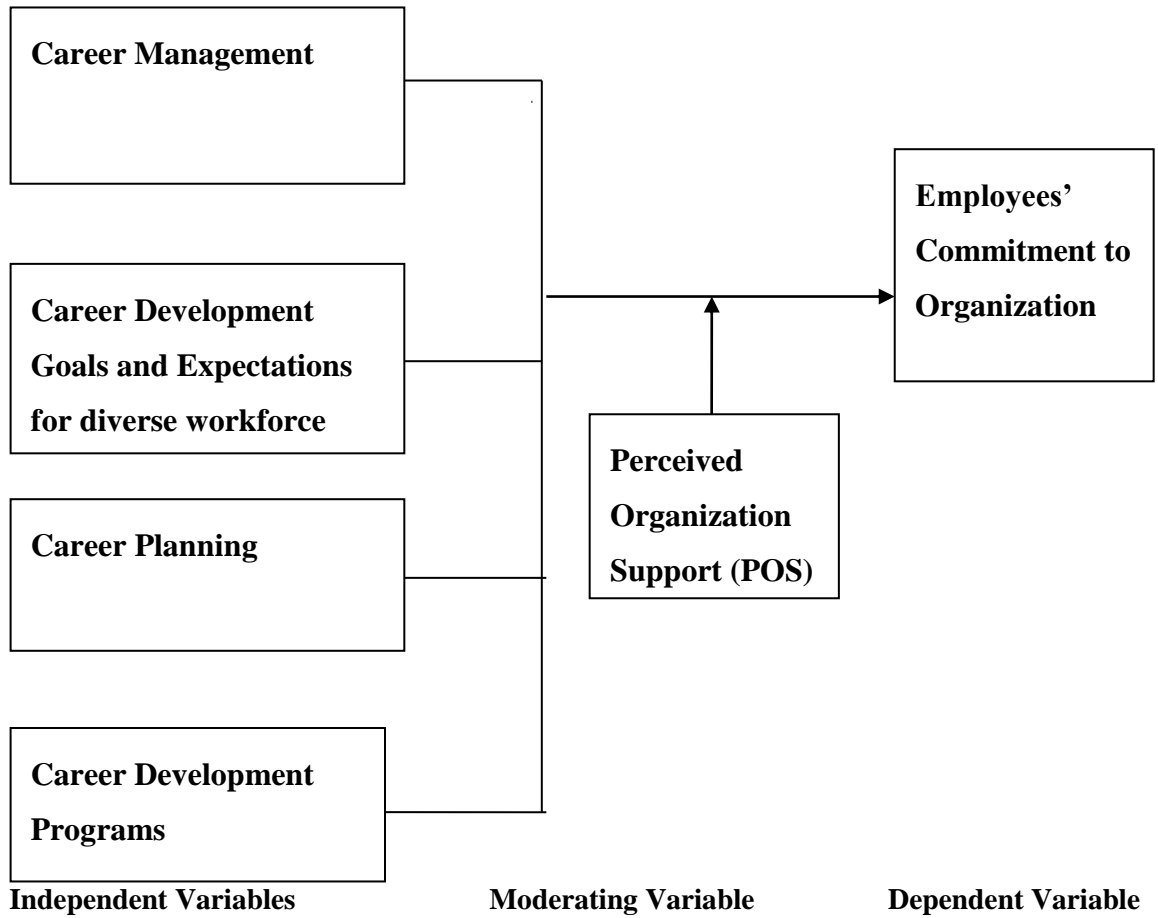 Career Management
Career Development
Goals and Expectations
for diverse workforce
Career Planning
Career Development
Programs
Perceived
Organization
Support (POS)
Employees’
Commitment to
Organization
Independent Variables
Moderating Variable
Dependent Variable